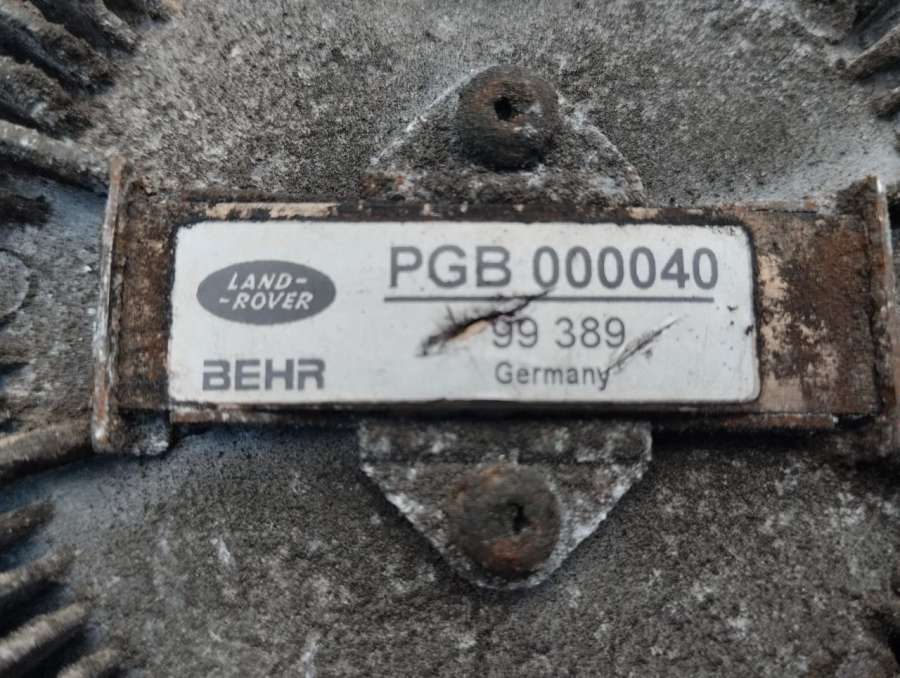 LAND-
-ROVER
PGB 000040
99 389
BEHR
Germany